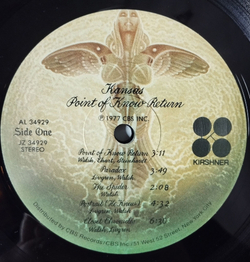 Kansas
Point of Know Return
AL 34929
Side One
JZ 34929
STEREO
℗ 1977 CBS INC.
KIRSHNER
Point of Know Return 3:11
Walsh, Ehart, Steinhardt
Paradox 3:49
Livgren, Walsh
The Spider 2:08
Walsh
Portrait (He Knew) 4:32
Livgren, Walsh
Closet Chronicles 6:30
Walsh, Livgren
Distributed by CBS Records/CBS Inc./51 West 52 Street, New York, N.Y.